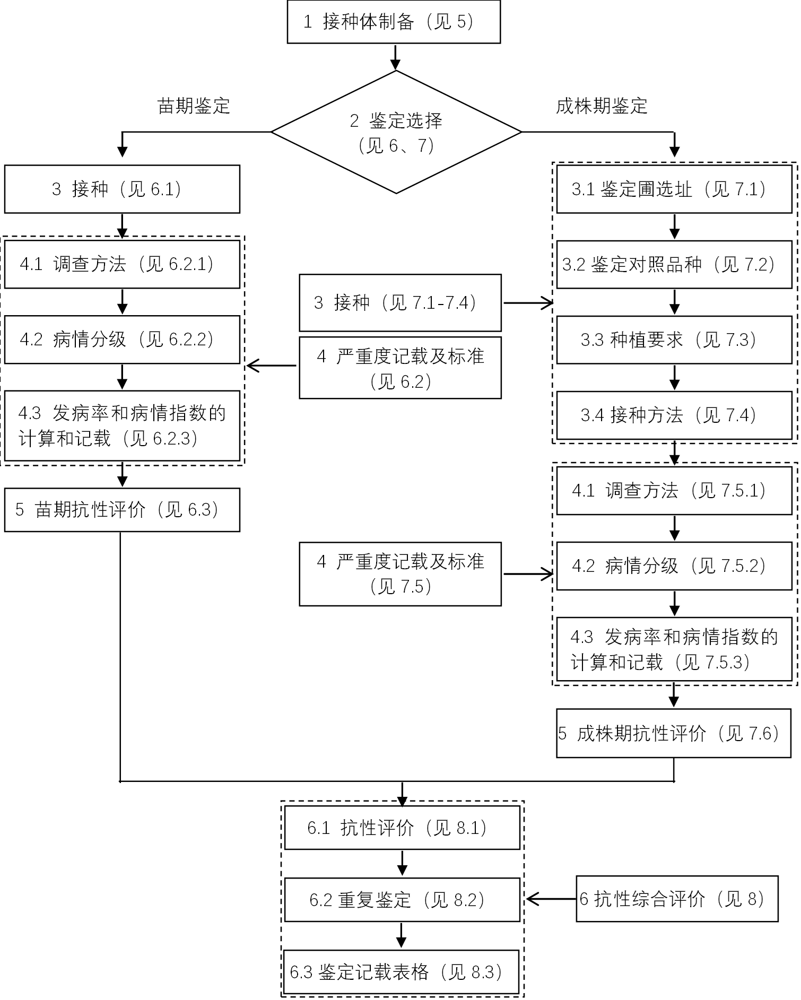 1 接种体制备（见 5）
苗期鉴定
成株期鉴定
2 鉴定选择
（见 6、7）
3 接种（见 6.1）
4.1 调查方法（见 6.2.1）
4.2 病情分级（见 6.2.2）
4.3 发病率和病情指数的
计算和记载（见 6.2.3）
5 苗期抗性评价（见 6.3）
3 接种（见 7.1-7.4）
4 严重度记载及标准
（见 6.2）
4 严重度记载及标准
（见 7.5）
3.1 鉴定圃选址（见 7.1）
3.2 鉴定对照品种（见 7.2）
3.3 种植要求（见 7.3）
3.4 接种方法（见 7.4）
4.1 调查方法（见 7.5.1）
4.2 病情分级（见 7.5.2）
4.3 发病率和病情指数的
计算和记载（见 7.5.3）
5 成株期抗性评价（见 7.6）
6.1 抗性评价（见 8.1）
6.2 重复鉴定（见 8.2）
6 抗性综合评价（见 8）
6.3 鉴定记载表格（见 8.3）